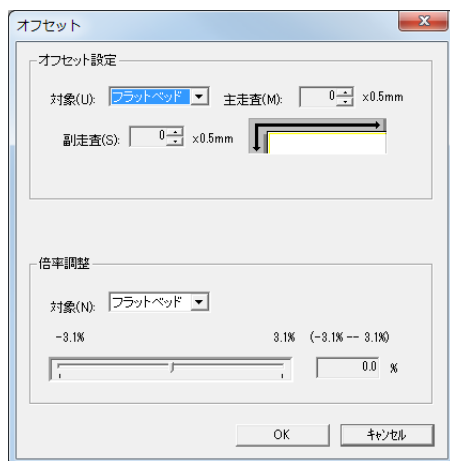 オフセット
オフセット設定
対象(U): フラットベッド 主走査(M): 0 x0.5mm
副走査(S): 0 x0.5mm
倍率調整
対象(N): フラットベッド
-3.1% 3.1% (-3.1% -- 3.1%)
0.0 %
OK キャンセル